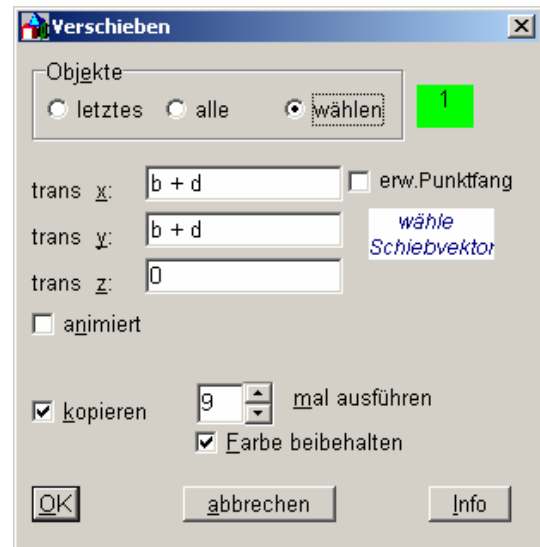 Verschieben
Objekte
letztes alle wählen 1
trans x: b + d erw.Punktfang
trans y: b + d wähle
Schiebvektor
trans z: 0
animiert
kopieren 9 mal ausführen
Farbe beibehalten
OK abbrechen Info